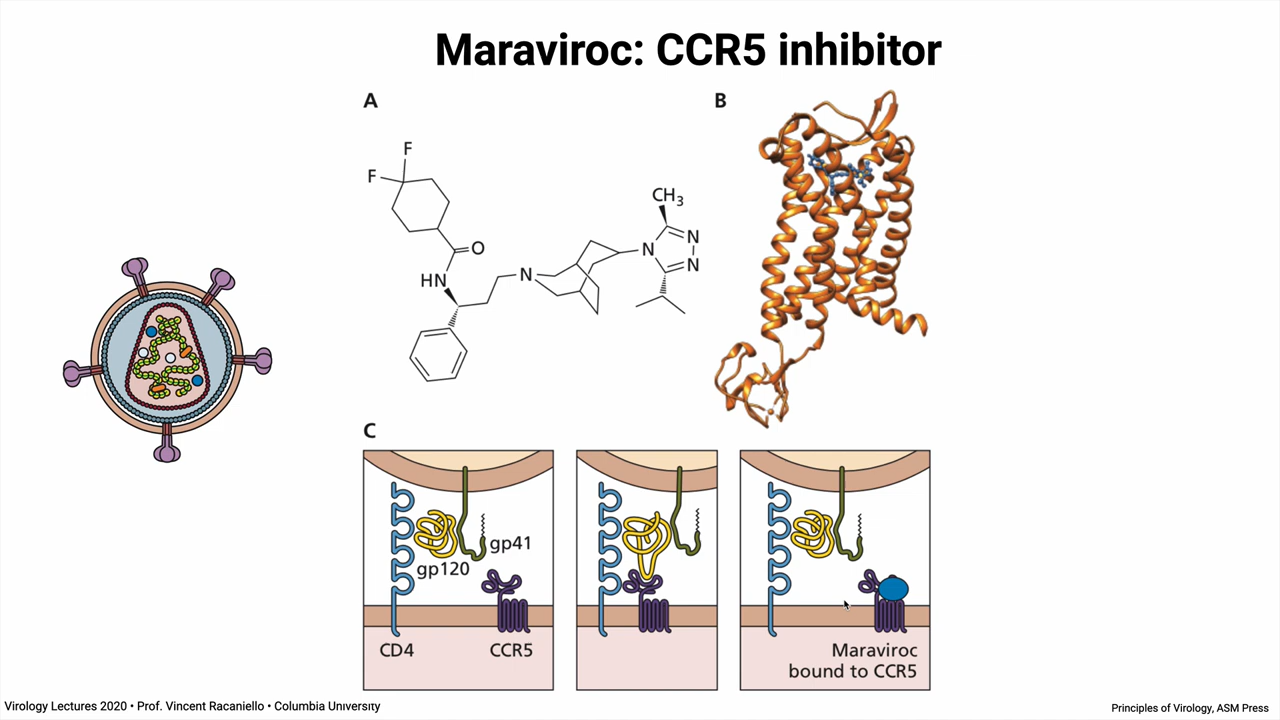 Maraviroc: CCR5 inhibitor
A
B
F
F
O
HN
N
CH3
N
N
N
C
gp41
gp120
CD4
CCR5
Maraviroc
bound to CCR5
Virology Lectures 2020 • Prof. Vincent Racaniello • Columbia University
Principles of Virology, ASM Press